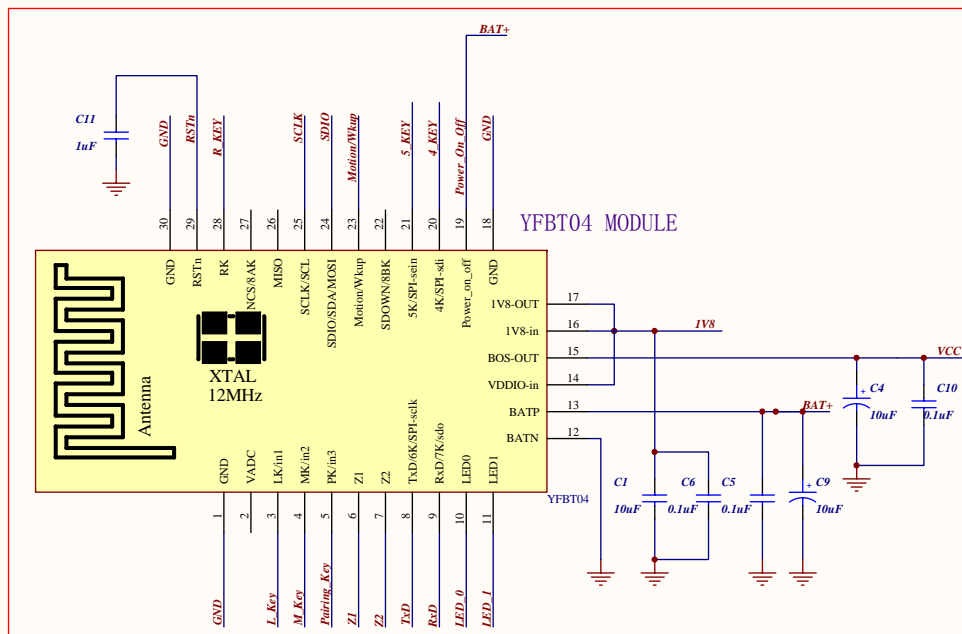 BAT+
C11
1uF
GND
RSTn
R_KEY
SCLK
SDIO
Motion/Wkup
5_KEY
4_KEY
Power_On_Off
GND
30
29
28
27
26
25
24
23
22
21
20
19
18
YFBT04 MODULE
GND
RSTn
RK
NCS/8AK
MISO
SCLK/SCL
SDIO/SDA/MOSI
Motion/Wkup
SDOWN/8BK
5K/SPI-sein
4K/SPI-sdi
Power_on_off
GND
1V8-OUT 17
1V8-in 16 1V8
BOS-OUT 15 VCC
VDDIO-in 14
BATP 13 BAT+
BATN 12
XTAL
12MHz
Antenna
+ C4
10uF
C10
0.1uF
GND
VADC
LK/in1
MK/in2
PK/in3
Z1
Z2
TxD/6K/SPI-sclk
RxD/7K/sdo
LED0
LED1
YFBT04
C1
10uF
C6
0.1uF
C5
0.1uF
+ C9
10uF
1
2
3
4
5
6
7
8
9
10
11
GND
L_Key
M_Key
Pairing_Key
Z1
Z2
TxD
RxD
LED_0
LED_1